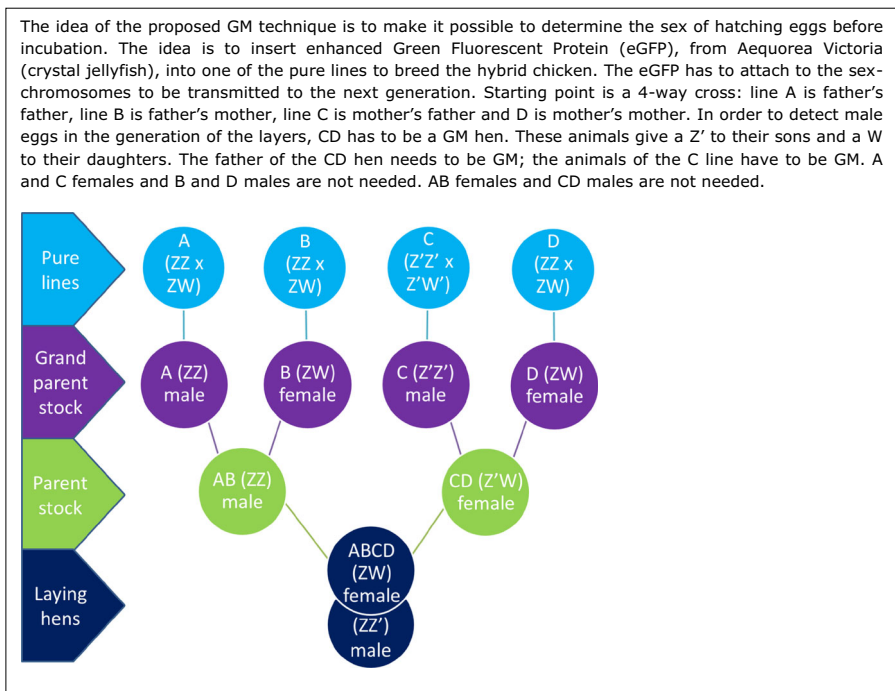 The idea of the proposed GM technique is to make it possible to determine the sex of hatching eggs before
incubation. The idea is to insert enhanced Green Fluorescent Protein (eGFP), from Aequorea Victoria
(crystal jellyfish), into one of the pure lines to breed the hybrid chicken. The eGFP has to attach to the sex-
chromosomes to be transmitted to the next generation. Starting point is a 4-way cross: line A is father's
father, line B is father's mother, line C is mother's father and D is mother's mother. In order to detect male
eggs in the generation of the layers, CD has to be a GM hen. These animals give a Z' to their sons and a W
to their daughters. The father of the CD hen needs to be GM; the animals of the C line have to be GM. A
and C females and B and D males are not needed. AB females and CD males are not needed.
Pure
lines
A
(ZZ x
ZW)
B
(ZZ x
ZW)
C
(Z'Z' x
Z'W')
D
(ZZ x
ZW)
Grand
parent
stock
A (ZZ)
male
B (ZW)
female
C (Z'Z')
male
D (ZW)
female
Parent
stock
AB (ZZ)
male
CD (Z'W)
female
Laying
hens
ABCD
(ZW)
female
(ZZ')
male